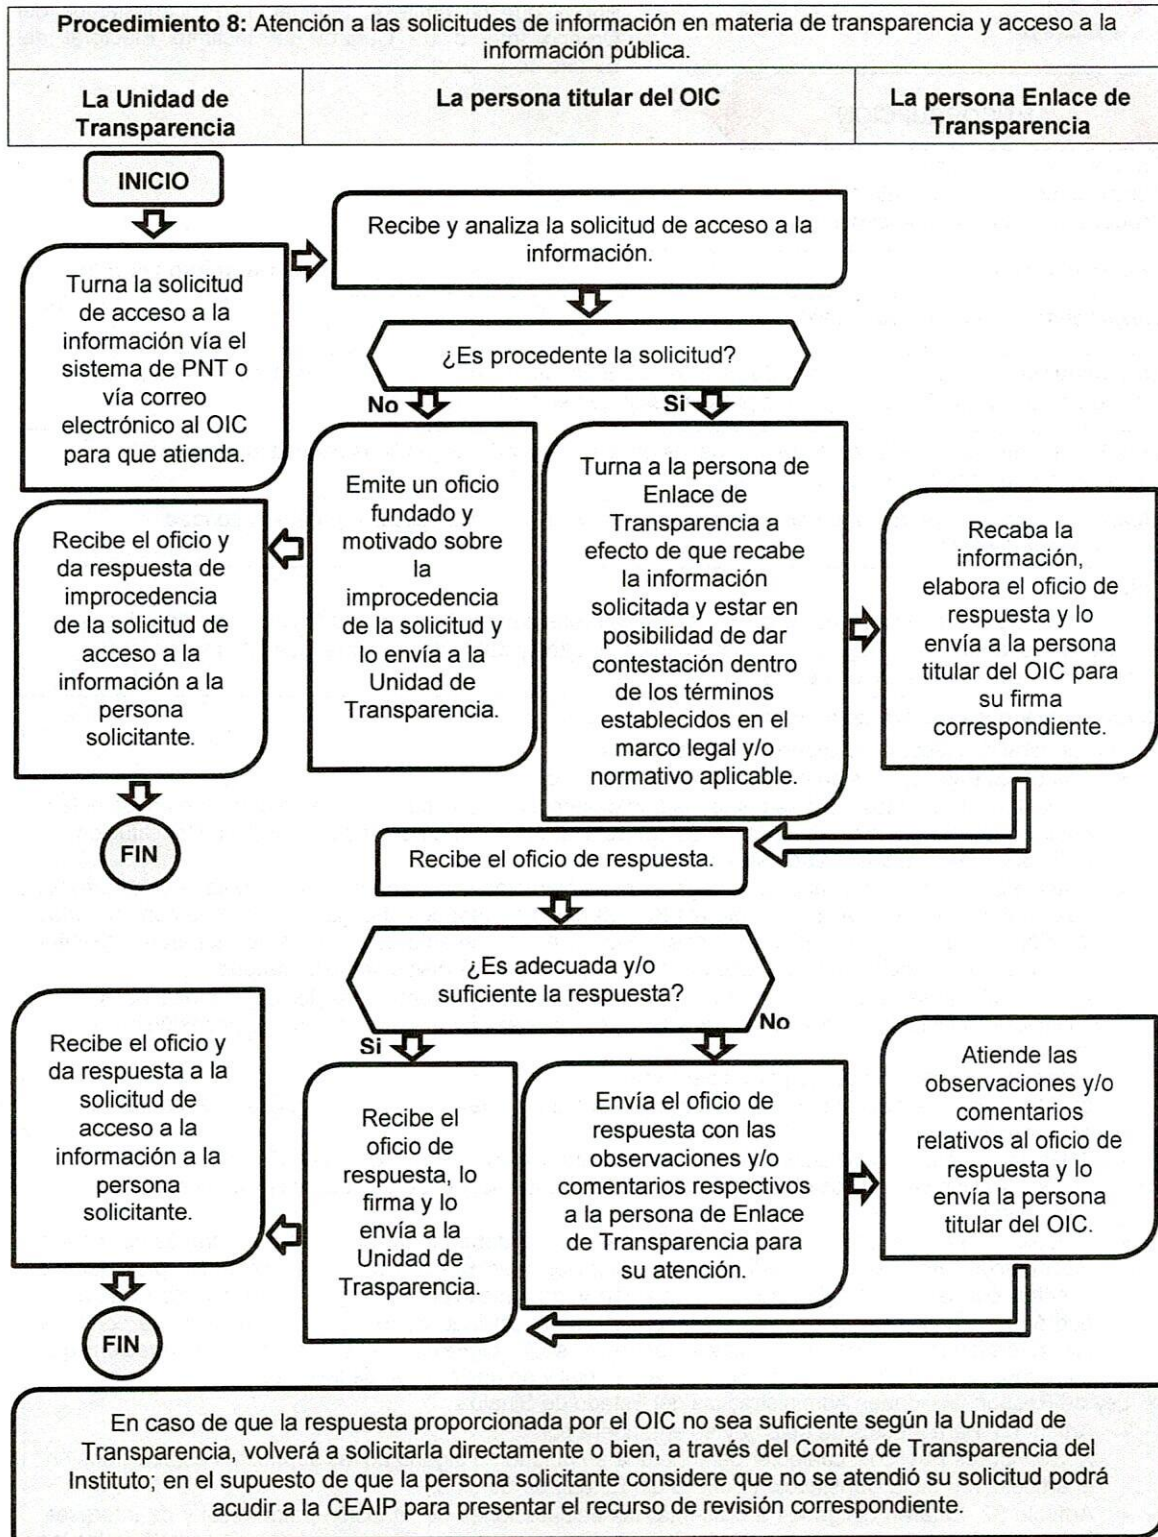 Procedimiento 8: Atención a las solicitudes de información en materia de transparencia y acceso a la
información pública.
La Unidad de
Transparencia
La persona titular del OIC
La persona Enlace de
Transparencia
INICIO
Turna la solicitud
de acceso a la
información vía el
sistema de PNT o
vía correo
electrónico al OIC
para que atienda.
Recibe y analiza la solicitud de acceso a la
información.
¿Es procedente la solicitud?
No
Si
Emite un oficio
fundado y
motivado sobre
la
improcedencia
de la solicitud y
lo envía a la
Unidad de
Transparencia.
Recibe el oficio y
da respuesta de
improcedencia
de la solicitud de
acceso a la
información a la
persona
solicitante.
FIN
Turna a la persona de
Enlace de
Transparencia a
efecto de que recabe
la información
solicitada y estar en
posibilidad de dar
contestación dentro
de los términos
establecidos en el
marco legal y/o
normativo aplicable.
Recaba la
información,
elabora el oficio de
respuesta y lo
envía a la persona
titular del OIC para
su firma
correspondiente.
Recibe el oficio de respuesta.
¿Es adecuada y/o
suficiente la respuesta?
Si
No
Recibe el
oficio de
respuesta, lo
firma y lo
envía a la
Unidad de
Trasparencia.
Recibe el oficio y
da respuesta a la
solicitud de
acceso a la
información a la
persona
solicitante.
FIN
Envía el oficio de
respuesta con las
observaciones y/o
comentarios respectivos
a la persona de Enlace
de Transparencia para
su atención.
Atiende las
observaciones y/o
comentarios
relativos al oficio de
respuesta y lo
envía la persona
titular del OIC.
En caso de que la respuesta proporcionada por el OIC no sea suficiente según la Unidad de
Transparencia, volverá a solicitarla directamente o bien, a través del Comité de Transparencia del
Instituto; en el supuesto de que la persona solicitante considere que no se atendió su solicitud podrá
acudir a la CEAIP para presentar el recurso de revisión correspondiente.